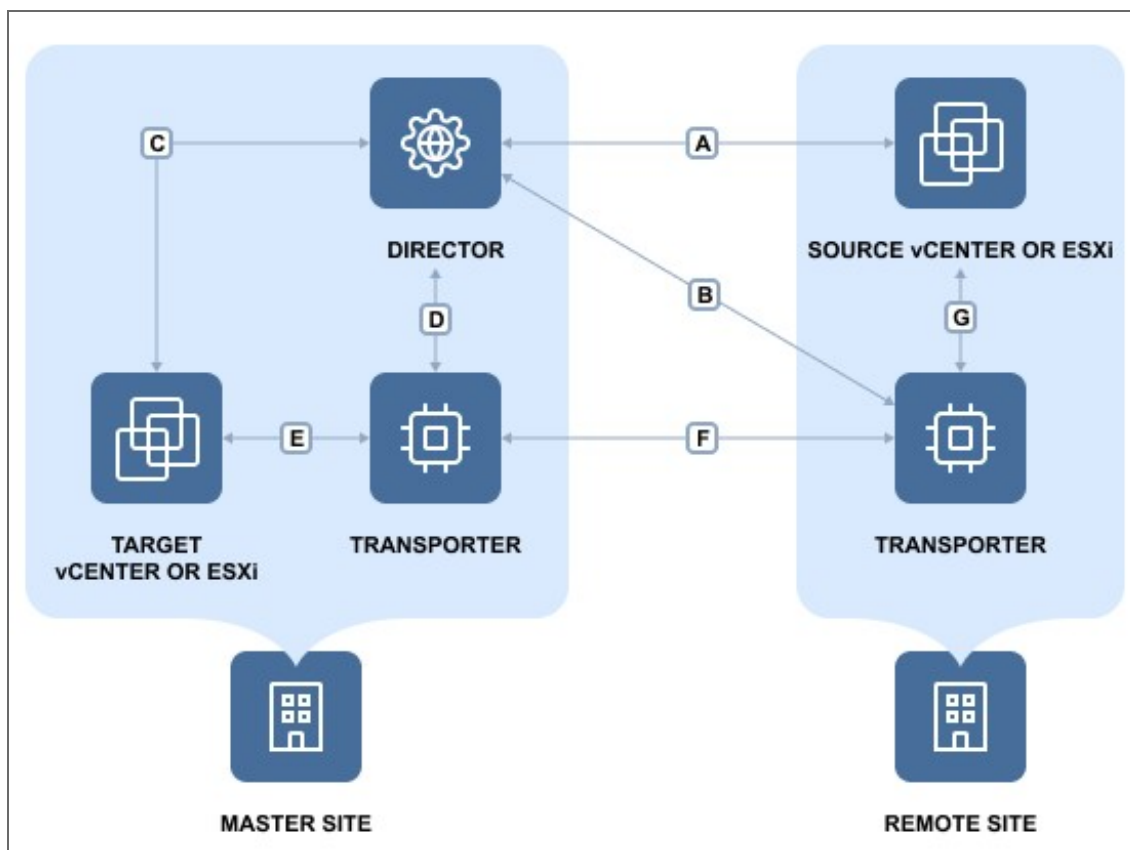 C
A
DIRECTOR
SOURCE vCENTER OR ESXi
B
D
G
E
F
TARGET
vCENTER OR ESXi
TRANSPORTER
TRANSPORTER
MASTER SITE
REMOTE SITE